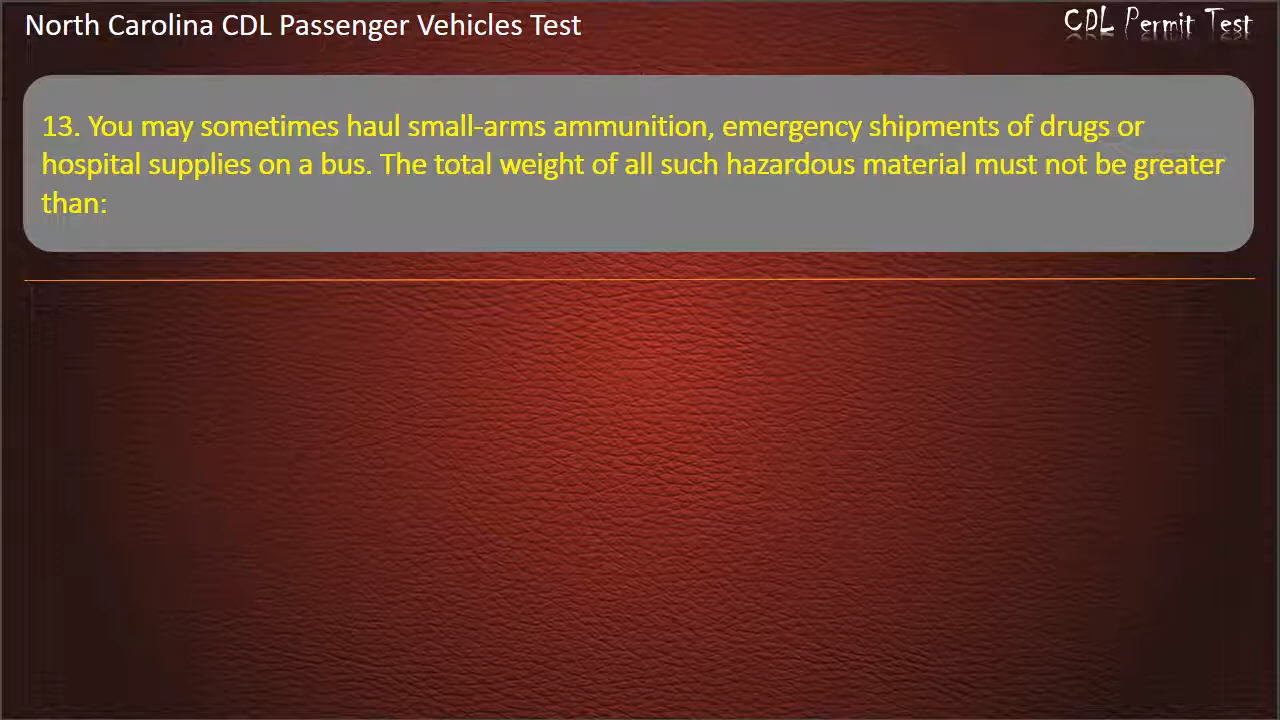 North Carolina CDL Passenger Vehicles Test
CDL Permit Test
13. You may sometimes haul small-arms ammunition, emergency shipments of drugs or
hospital supplies on a bus. The total weight of all such hazardous material must not be greater
than: